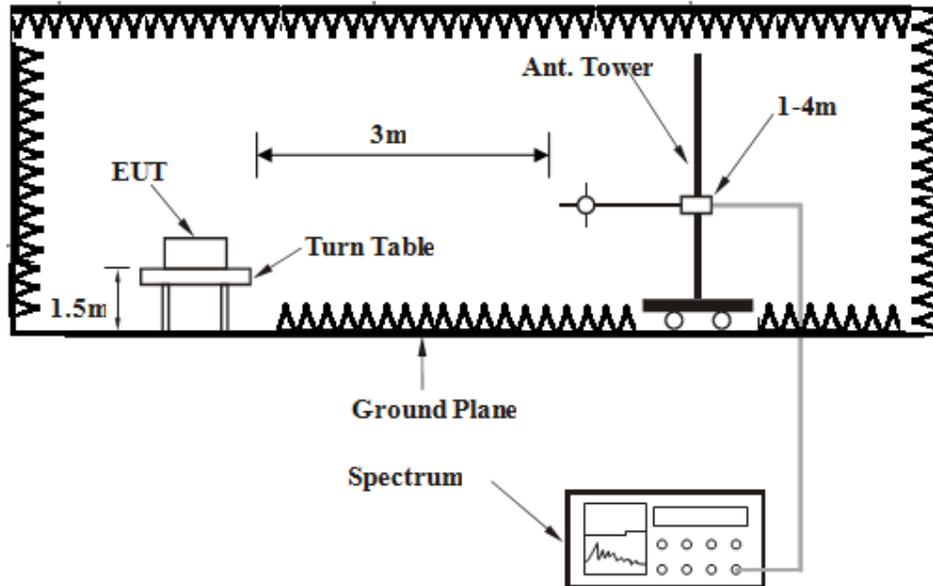 Ant. Tower
1-4m
3m
EUT
Turn Table
1.5m
Ground Plane
Spectrum